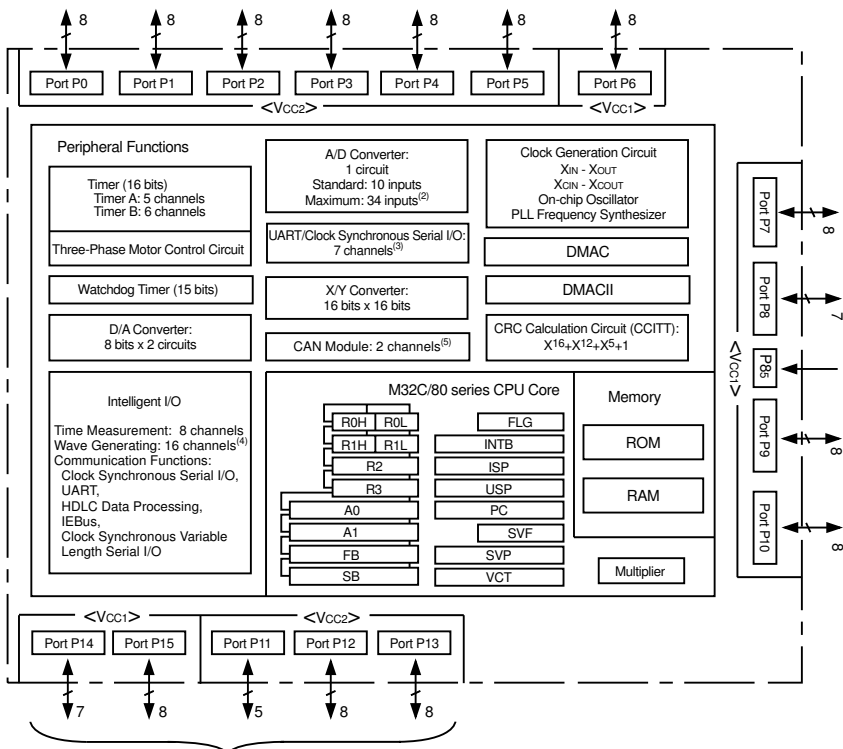 8 8 8 8 8 8 8
Port P0 Port P1 Port P2 Port P3 Port P4 Port P5 Port P6
<VCC2> <VCC1>
Peripheral Functions
Timer (16 bits)
Timer A: 5 channels
Timer B: 6 channels
Three-Phase Motor Control Circuit
Watchdog Timer (15 bits)
D/A Converter:
8 bits x 2 circuits
A/D Converter:
1 circuit
Standard: 10 inputs
Maximum: 34 inputs(2)
UART/Clock Synchronous Serial I/O:
7 channels(3)
X/Y Converter:
16 bits x 16 bits
CAN Module: 2 channels(5)
Clock Generation Circuit
XIN - XOUT
XCIN - XCOUT
On-chip Oscillator
PLL Frequency Synthesizer
DMAC
DMACII
CRC Calculation Circuit (CCITT):
X16+X12+X5+1
Intelligent I/O
Time Measurement: 8 channels
Wave Generating: 16 channels(4)
Communication Functions:
Clock Synchronous Serial I/O,
UART,
HDLC Data Processing,
IEBus,
Clock Synchronous Variable
Length Serial I/O
M32C/80 series CPU Core
R0H R0L
R1H R1L
R2
R3
A0
A1
FB
SB
FLG
INTB
ISP
USP
PC
SVF
SVP
VCT
Memory
ROM
RAM
Multiplier
<VCC1>
Port P7
8
Port P8
7
P85
Port P9
8
Port P10
8
<VCC1> <VCC2>
Port P14 Port P15 Port P11 Port P12 Port P13
7 8 5 8 8